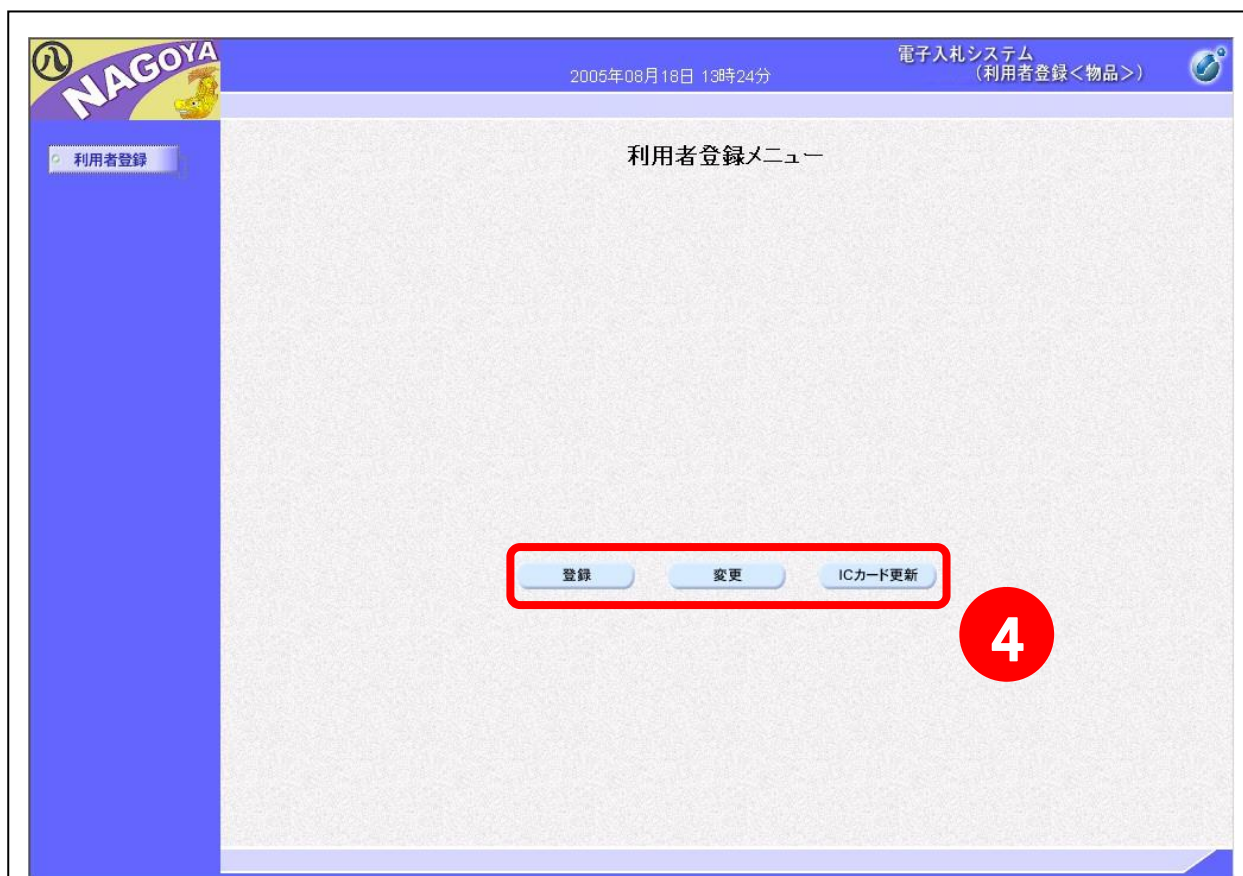 八
NAGOYA
2005年08月18日 13時24分
電子入札システム
(利用者登録<物品>)
利用者登録
利用者登録メニュー
登録
変更
ICカード更新
4